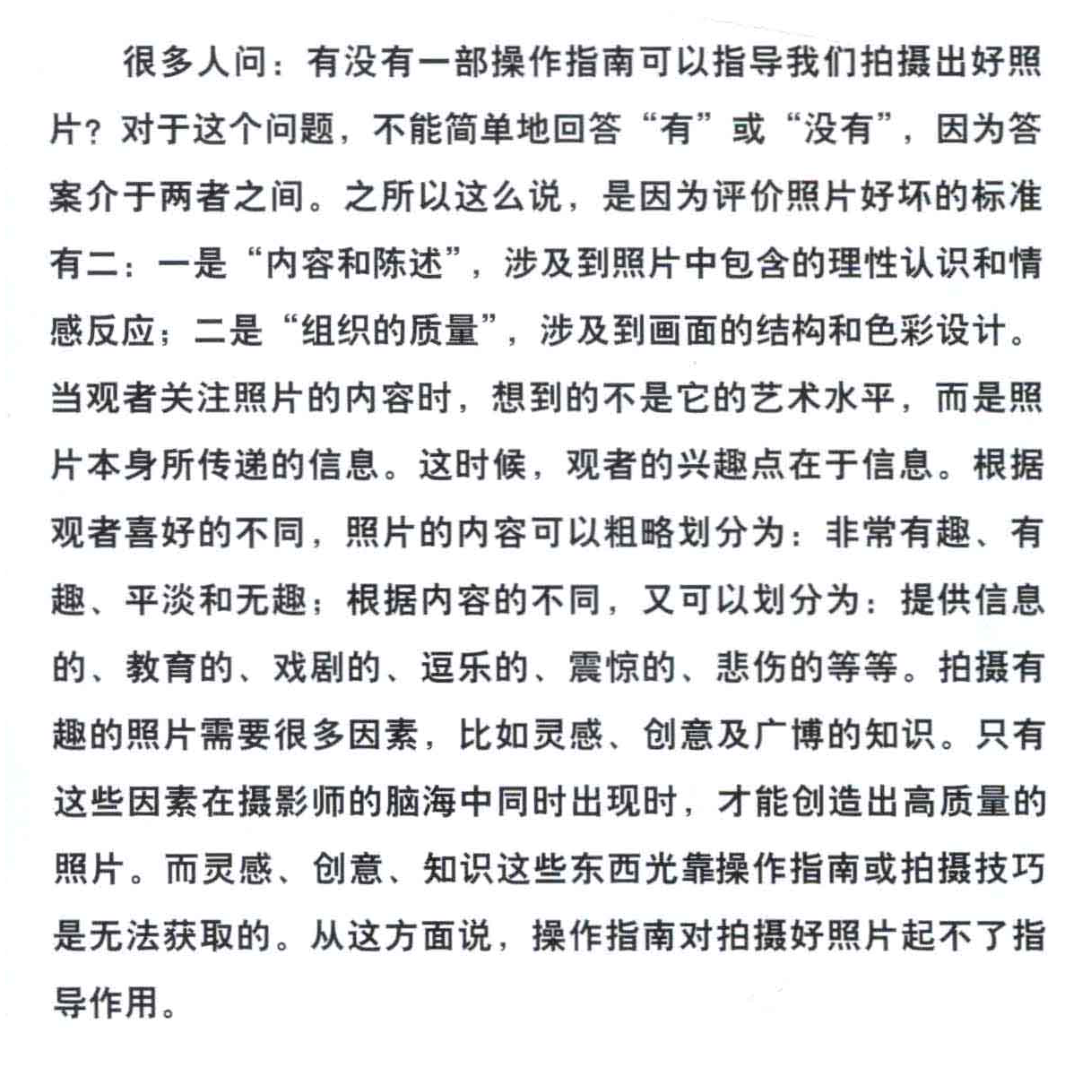 很多人问：有没有一部操作指南可以指导我们拍摄出好照
片？对于这个问题，不能简单地回答“有”或“没有”，因为答
案介于两者之间。之所以这么说，是因为评价照片好坏的标准
有二：一是“内容和陈述”，涉及到照片中包含的理性认识和情
感反应；二是“组织的质量”，涉及到画面的结构和色彩设计。
当观者关注照片的内容时，想到的不是它的艺术水平，而是照
片本身所传递的信息。这时候，观者的兴趣点在于信息。根据
观者喜好的不同，照片的内容可以粗略划分为：非常有趣、有
趣、平淡和无趣；根据内容的不同，又可以划分为：提供信息
的、教育的、戏剧的、逗乐的、震惊的、悲伤的等等。拍摄有
趣的照片需要很多因素，比如灵感、创意及广博的知识。只有
这些因素在摄影师的脑海中同时出现时，才能创造出高质量的
照片。而灵感、创意、知识这些东西光靠操作指南或拍摄技巧
是无法获取的。从这方面说，操作指南对拍摄好照片起不了指
导作用。